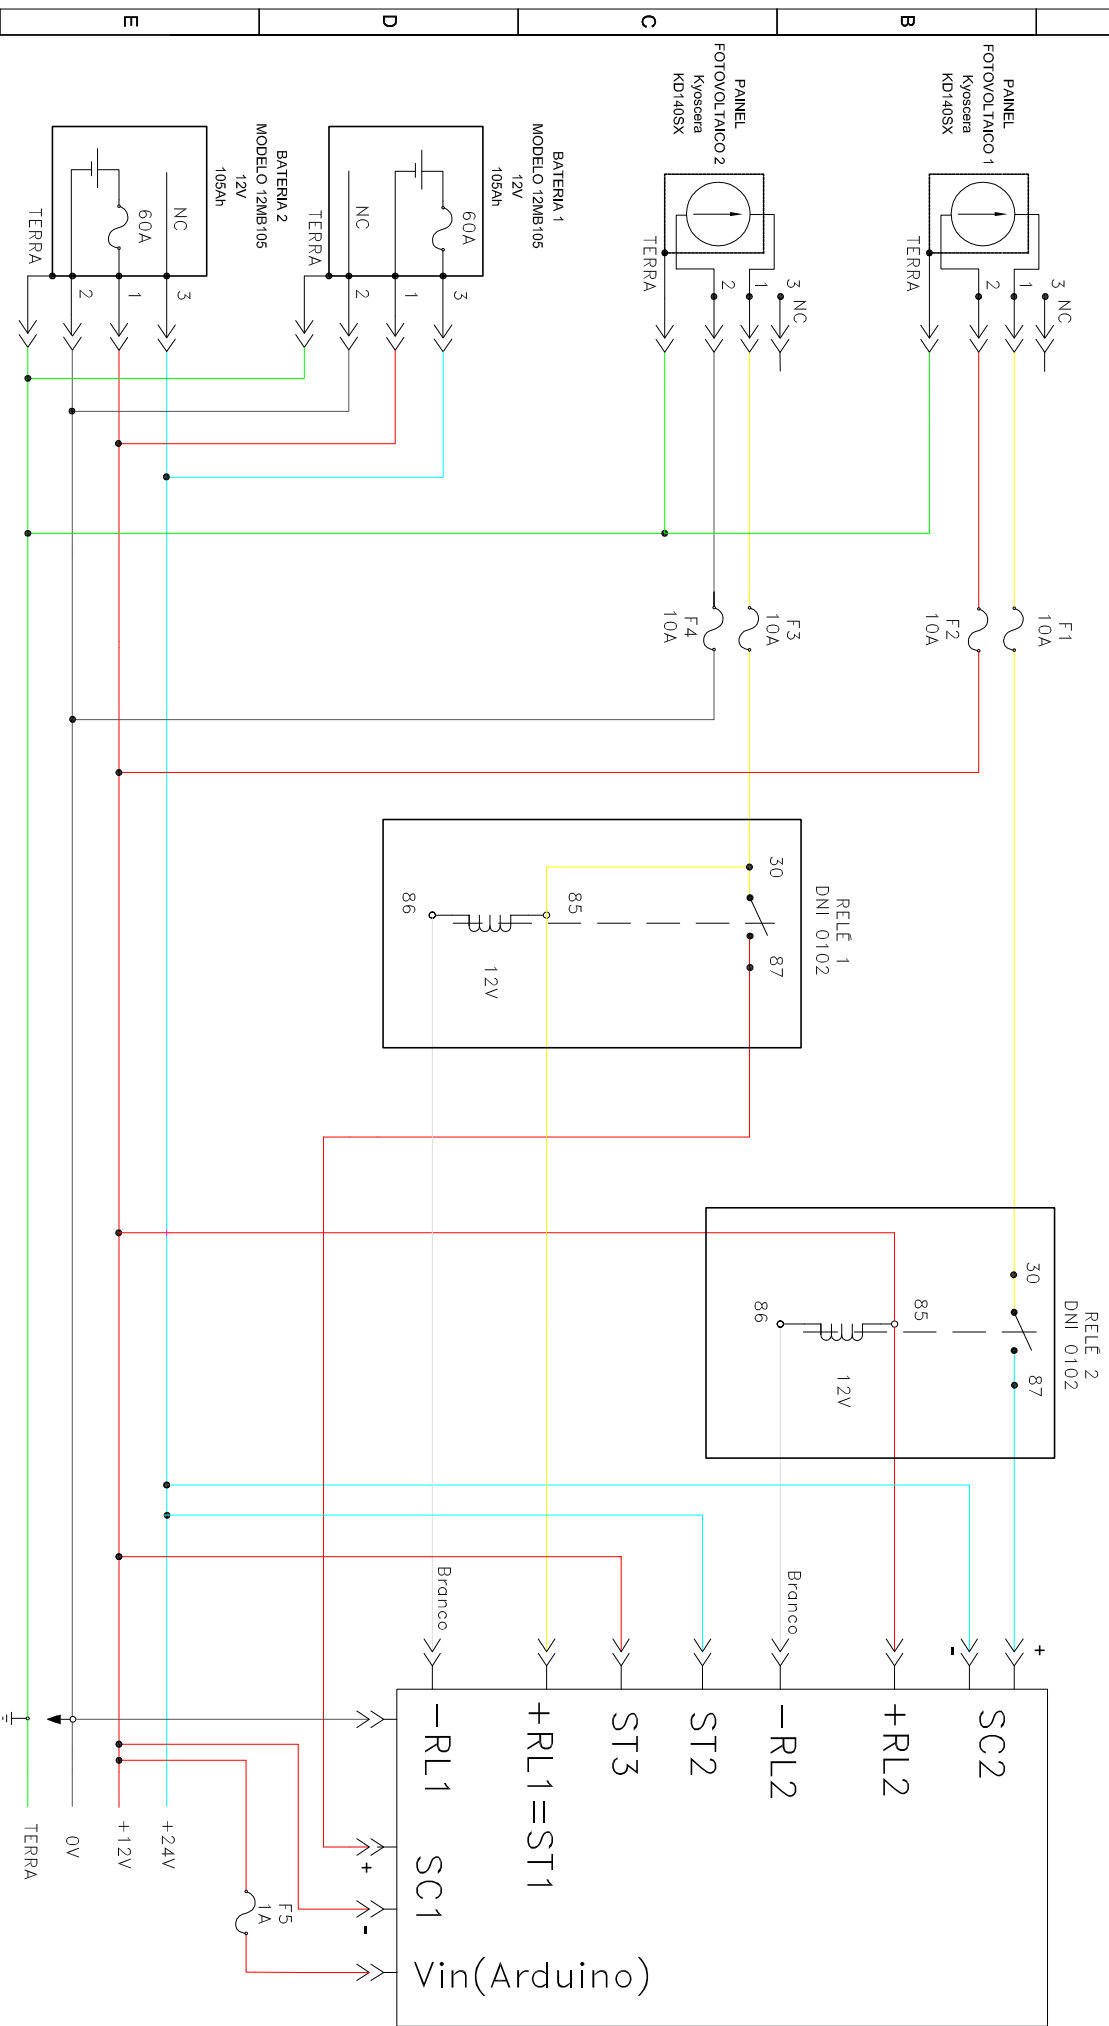 B
C
D
E
PAINEL
FOTOVOLTAICO 1
Kyoscera
KD140SX
3
NC
1
2
TERRA
F1
10A
F2
10A
RELÉ 2
DNI 0102
30
87
85
86
12V
PAINEL
FOTOVOLTAICO 2
Kyoscera
KD140SX
3
NC
1
2
TERRA
F3
10A
F4
10A
RELÉ 1
DNI 0102
30
87
85
86
12V
BATERIA 1
MODELO 12MB105
12V
105Ah
60A
NC
TERRA
3
1
2
BATERIA 2
MODELO 12MB105
12V
105Ah
NC
60A
TERRA
3
1
2
+
-
Branco
Branco
SC2
+RL2
-RL2
ST2
ST3
+RL1=ST1
-RL1
+
SC1
-
Vin(Arduino)
F5
1A
+24V
+12V
0V
TERRA